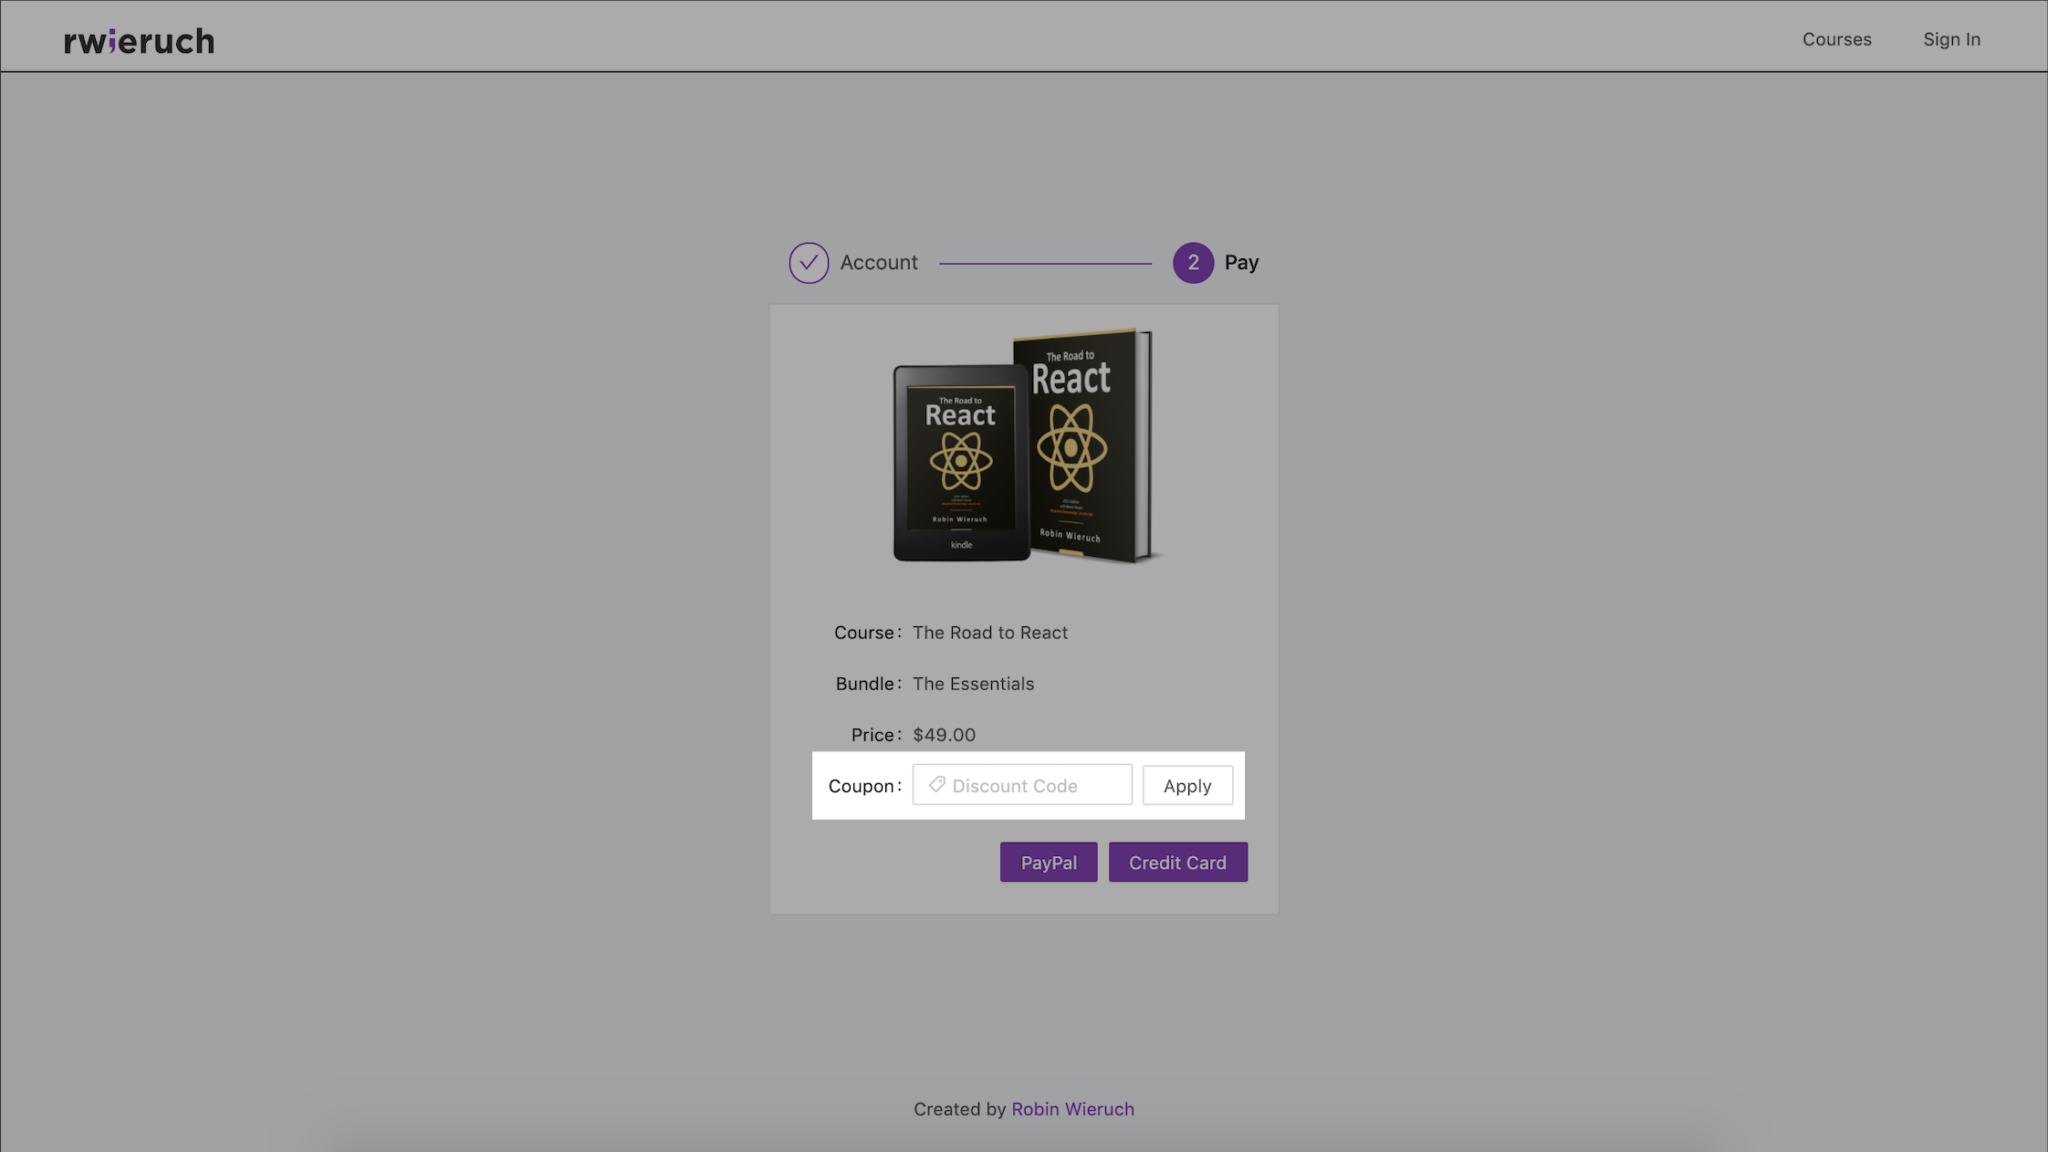 rwieruch
Courses
Sign In
Account
2
Pay
The Road to
React
Robin Wieruch
kindle
The Road to
React
Robin Wieruch
Course: The Road to React
Bundle: The Essentials
Price: $49.00
Coupon: Discount Code Apply
PayPal Credit Card
Created by Robin Wieruch